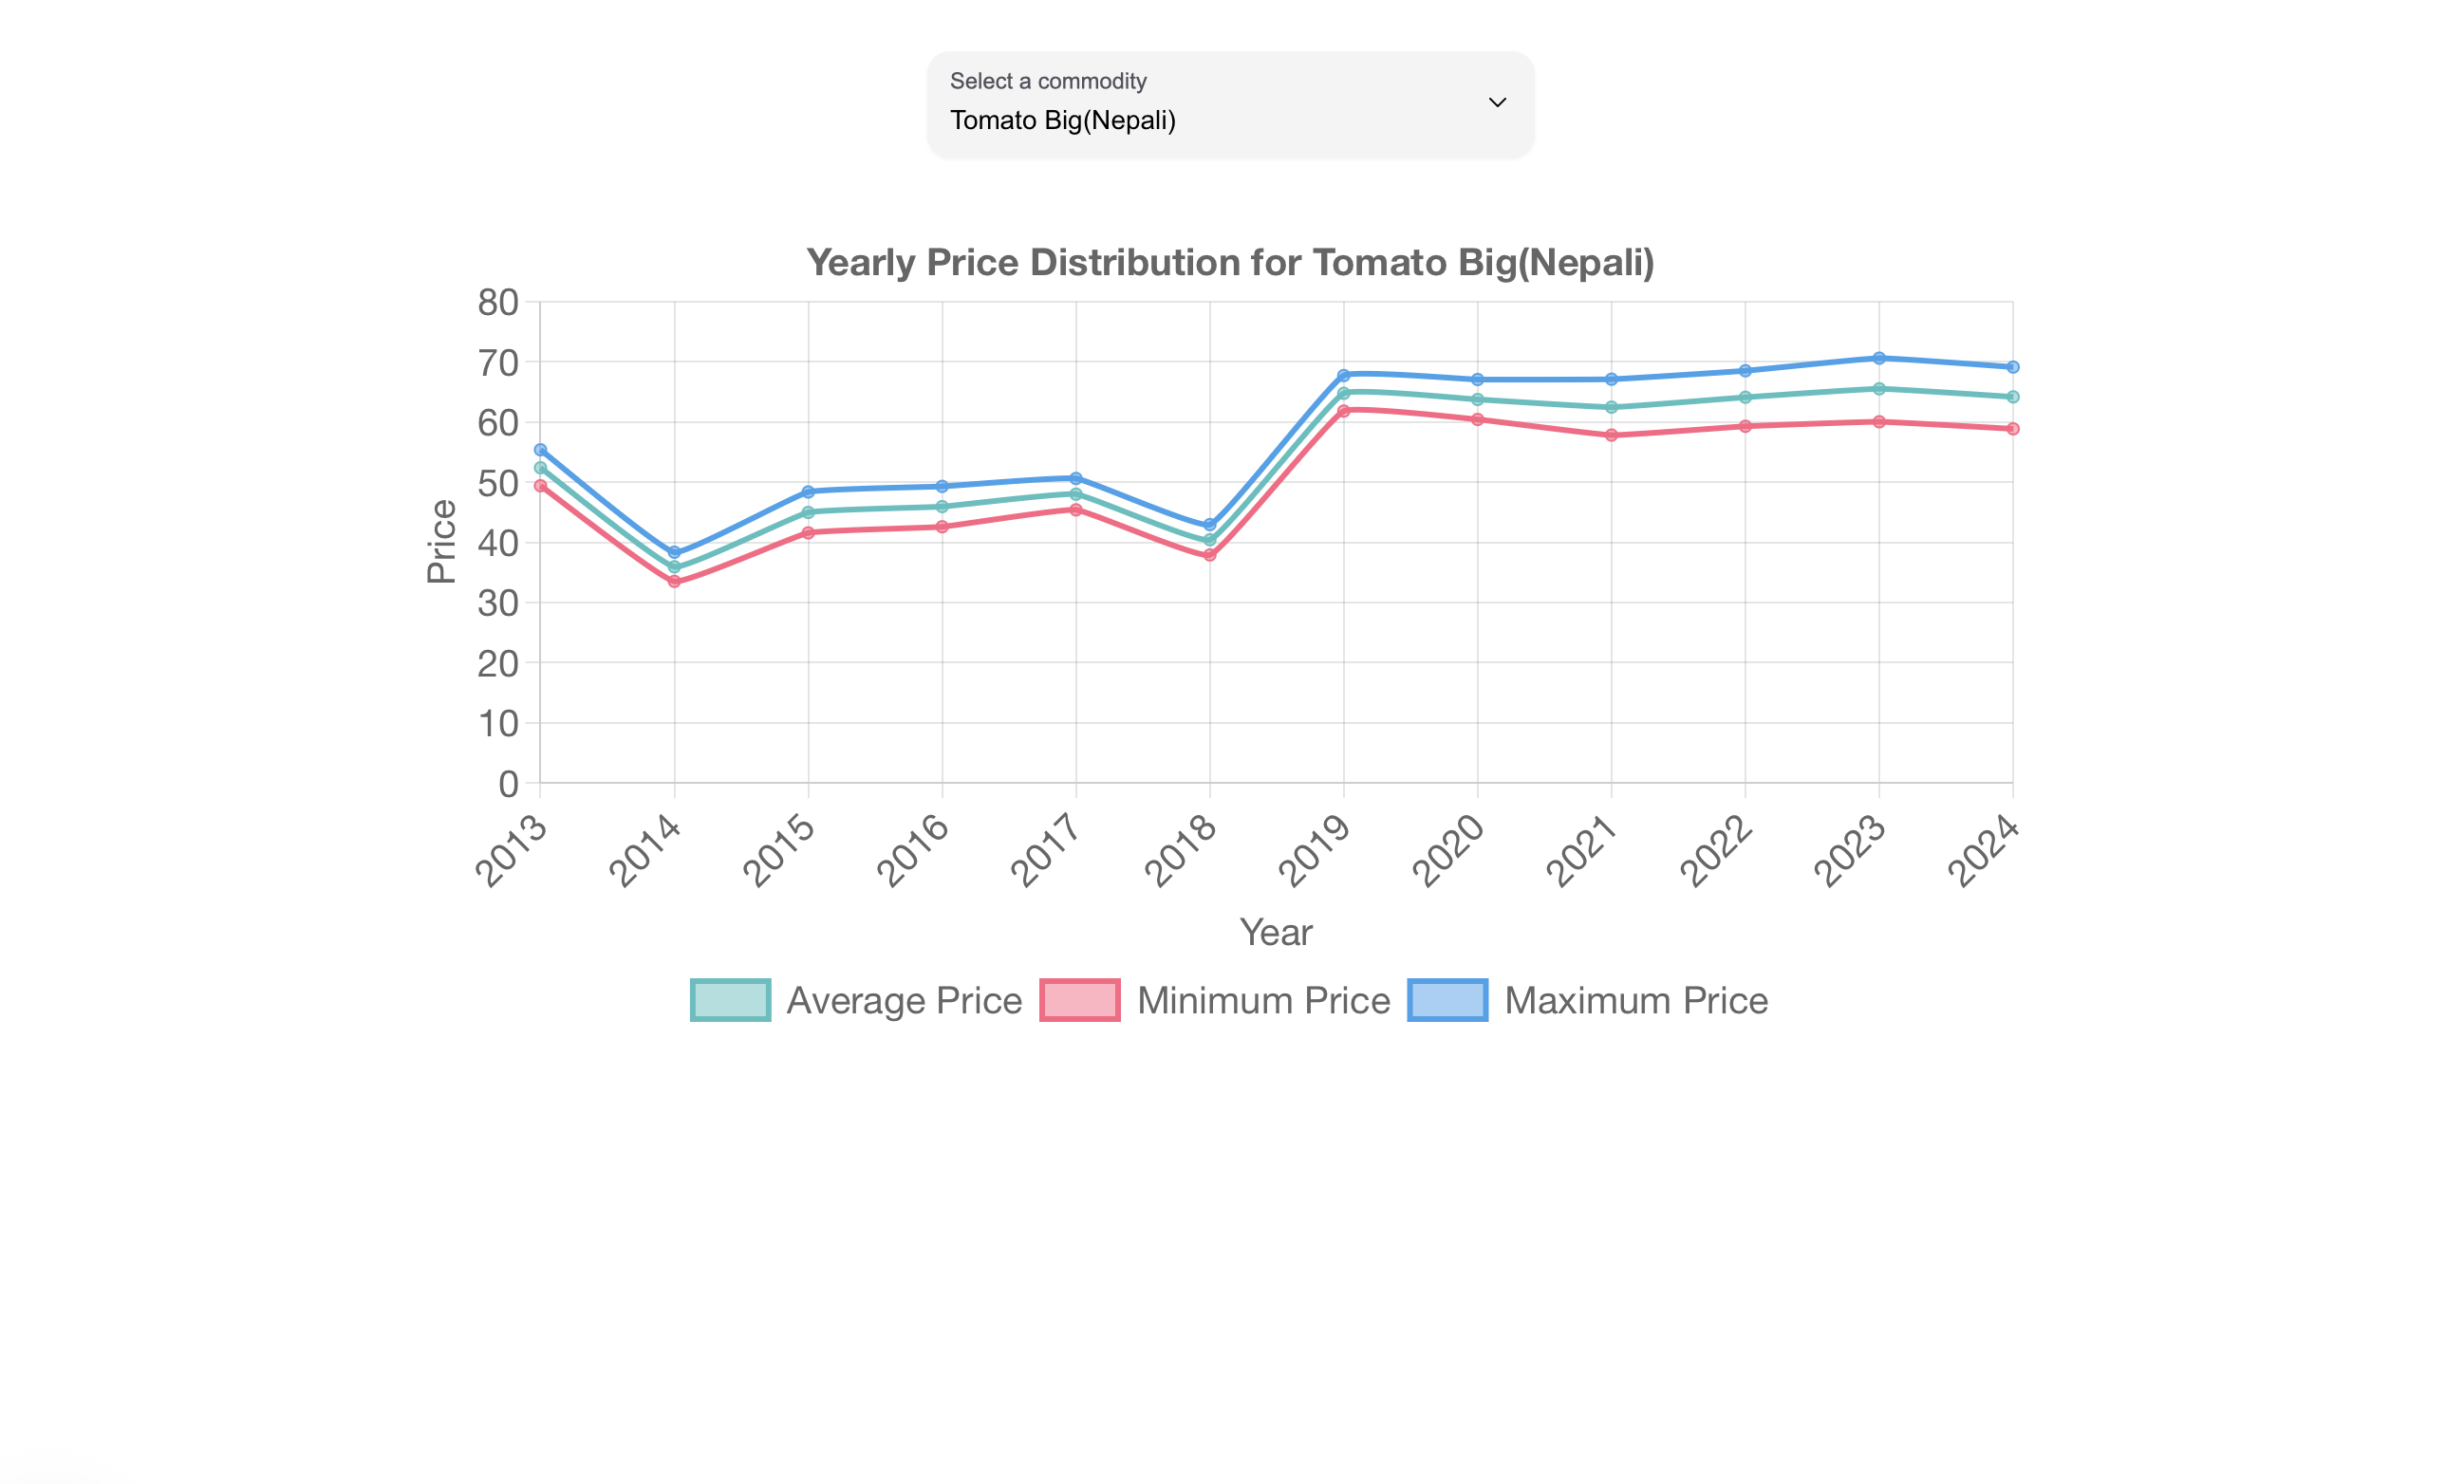 Select a commodity
Tomato Big(Nepali)
Yearly Price Distribution for Tomato Big(Nepali)
80
70
60
50
40
30
20
10
0
Price
2013
2014
2015
2016
2017
2018
2019
2020
2021
2022
2023
2024
Year
Average Price
Minimum Price
Maximum Price